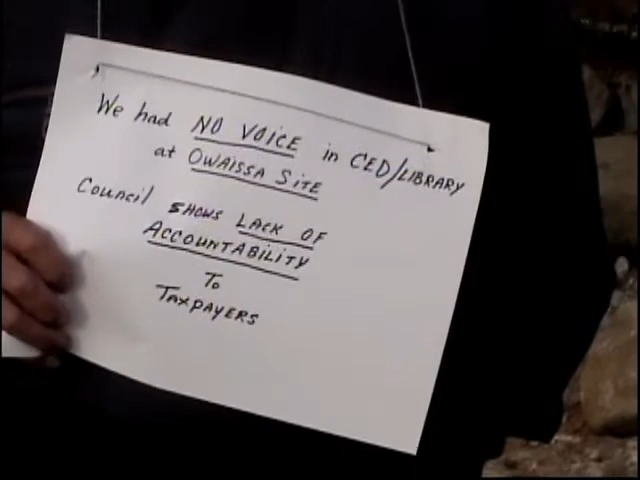 We had NO VOICE in CED/LIBRARY
at OWAISSA SITE
COUNCIL SHOWS LACK OF
ACCOUNTABILITY
TO
TAXPAYERS